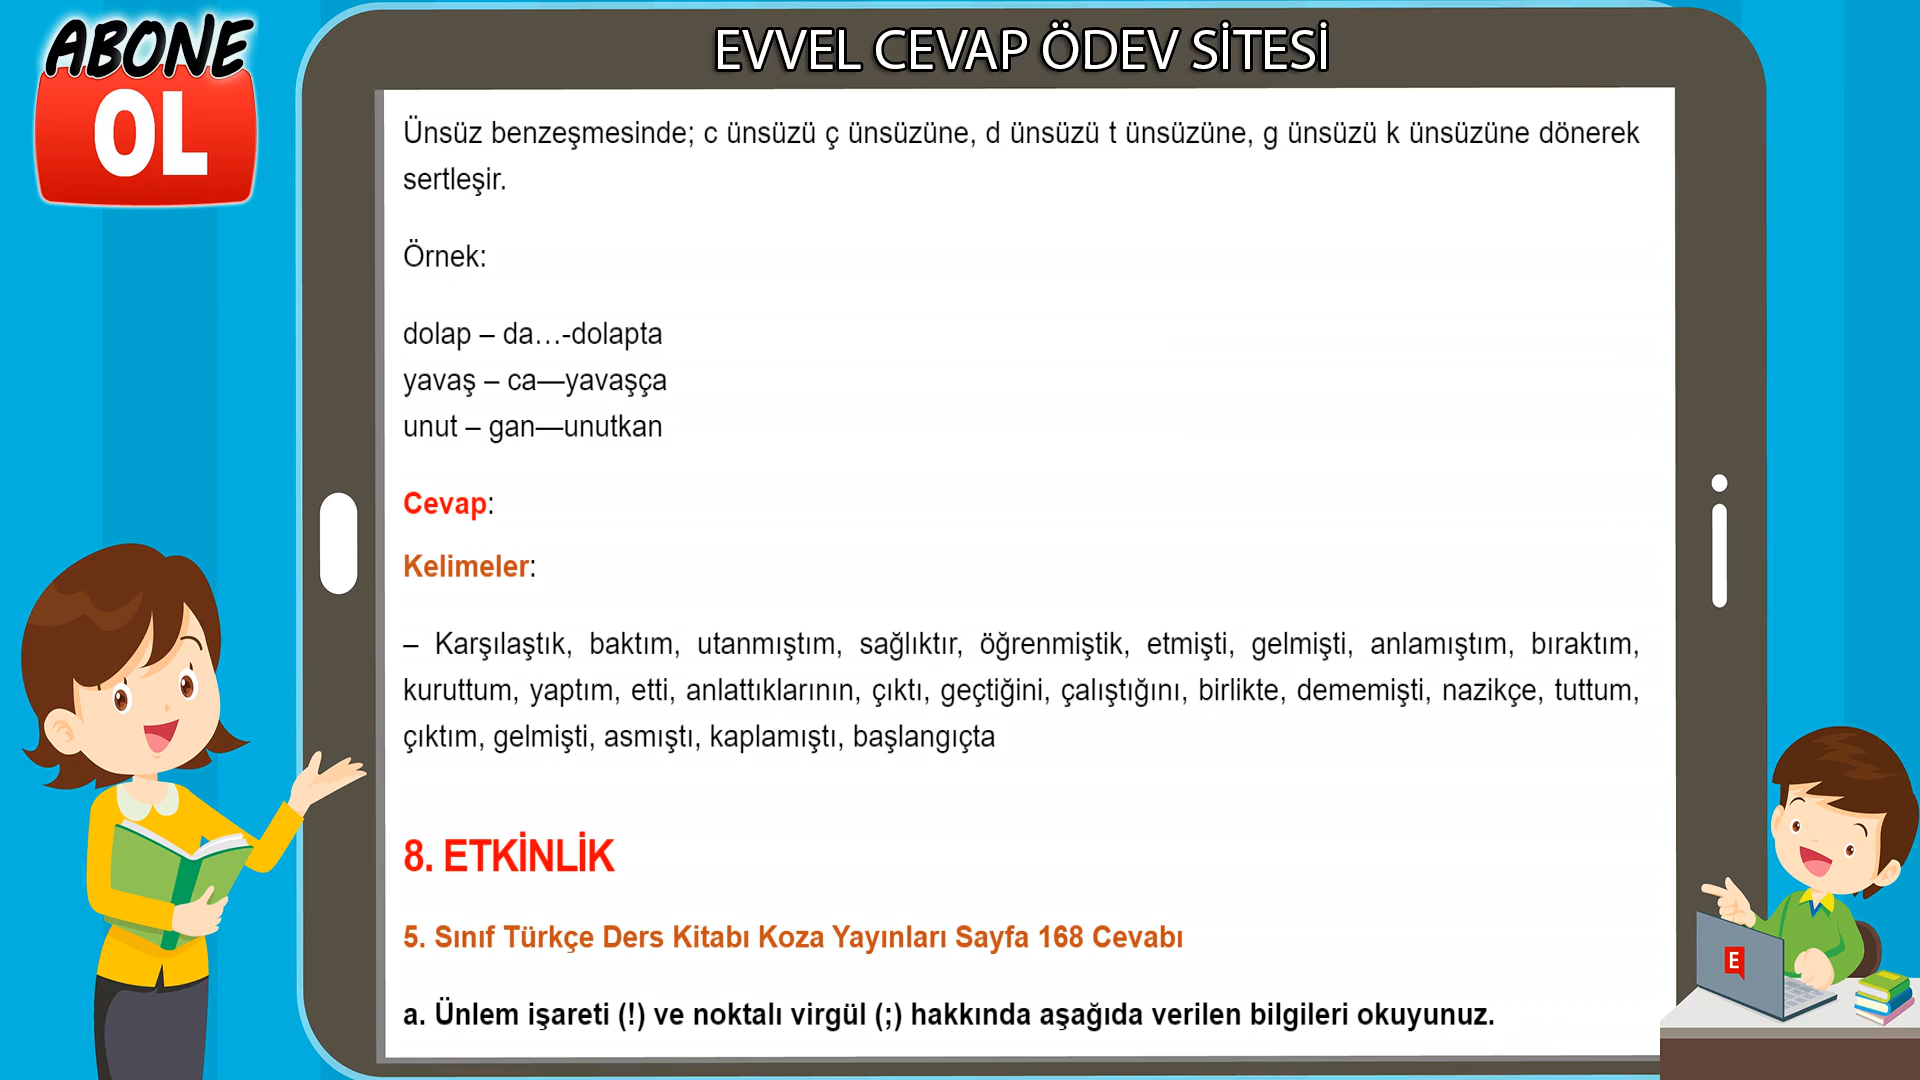 ABONE
OL
EVVEL CEVAP ÖDEV SİTESİ
Ünsüz benzeşmesinde; c ünsüzü ç ünsüzüne, d ünsüzü t ünsüzüne, g ünsüzü k ünsüzüne dönerek
sertleşir.
Örnek:
dolap – da…-dolapta
yavaş – ca—yavaşça
unut – gan—unutkan
Cevap:
Kelimeler:
– Karşılaştık, baktım, utanmıştım, sağlıktır, öğrenmiştik, etmişti, gelmişti, anlamıştım, bıraktım,
kuruttum, yaptım, etti, anlattıklarının, çıktı, geçtiğini, çalıştığını, birlikte, dememişti, nazikçe, tuttum,
çıktım, gelmişti, asmıştı, kaplamıştı, başlangıçta
8. ETKİNLİK
5. Sınıf Türkçe Ders Kitabı Koza Yayınları Sayfa 168 Cevabı
a. Ünlem işareti (!) ve noktalı virgül (;) hakkında aşağıda verilen bilgileri okuyunuz.
E